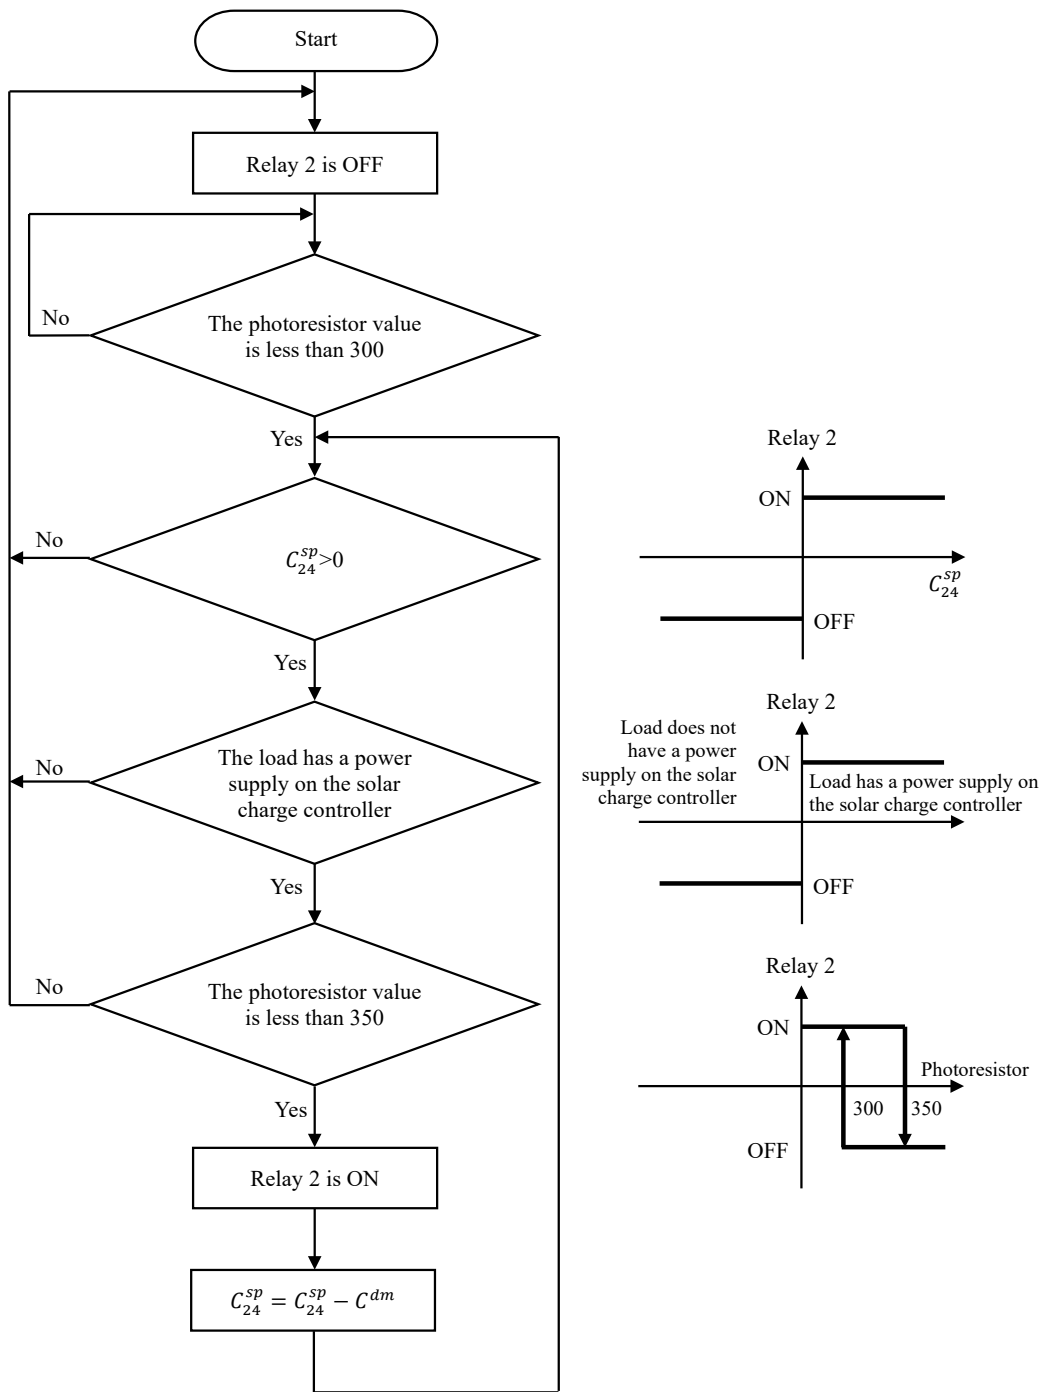 Start
Relay 2 is OFF
The photoresistor value
is less than 300
No
Yes
C_{24}^{sp}>0
No
Yes
The load has a power
supply on the solar
charge controller
No
Yes
The photoresistor value
is less than 350
No
Yes
Relay 2 is ON
C_{24}^{sp} = C_{24}^{sp} − C^{dm}
Relay 2
ON
C_{24}^{sp}
OFF
Relay 2
Load does not
have a power
supply on the solar
charge controller
ON
Load has a power supply on
the solar charge controller
OFF
Relay 2
ON
Photoresistor
300
350
OFF